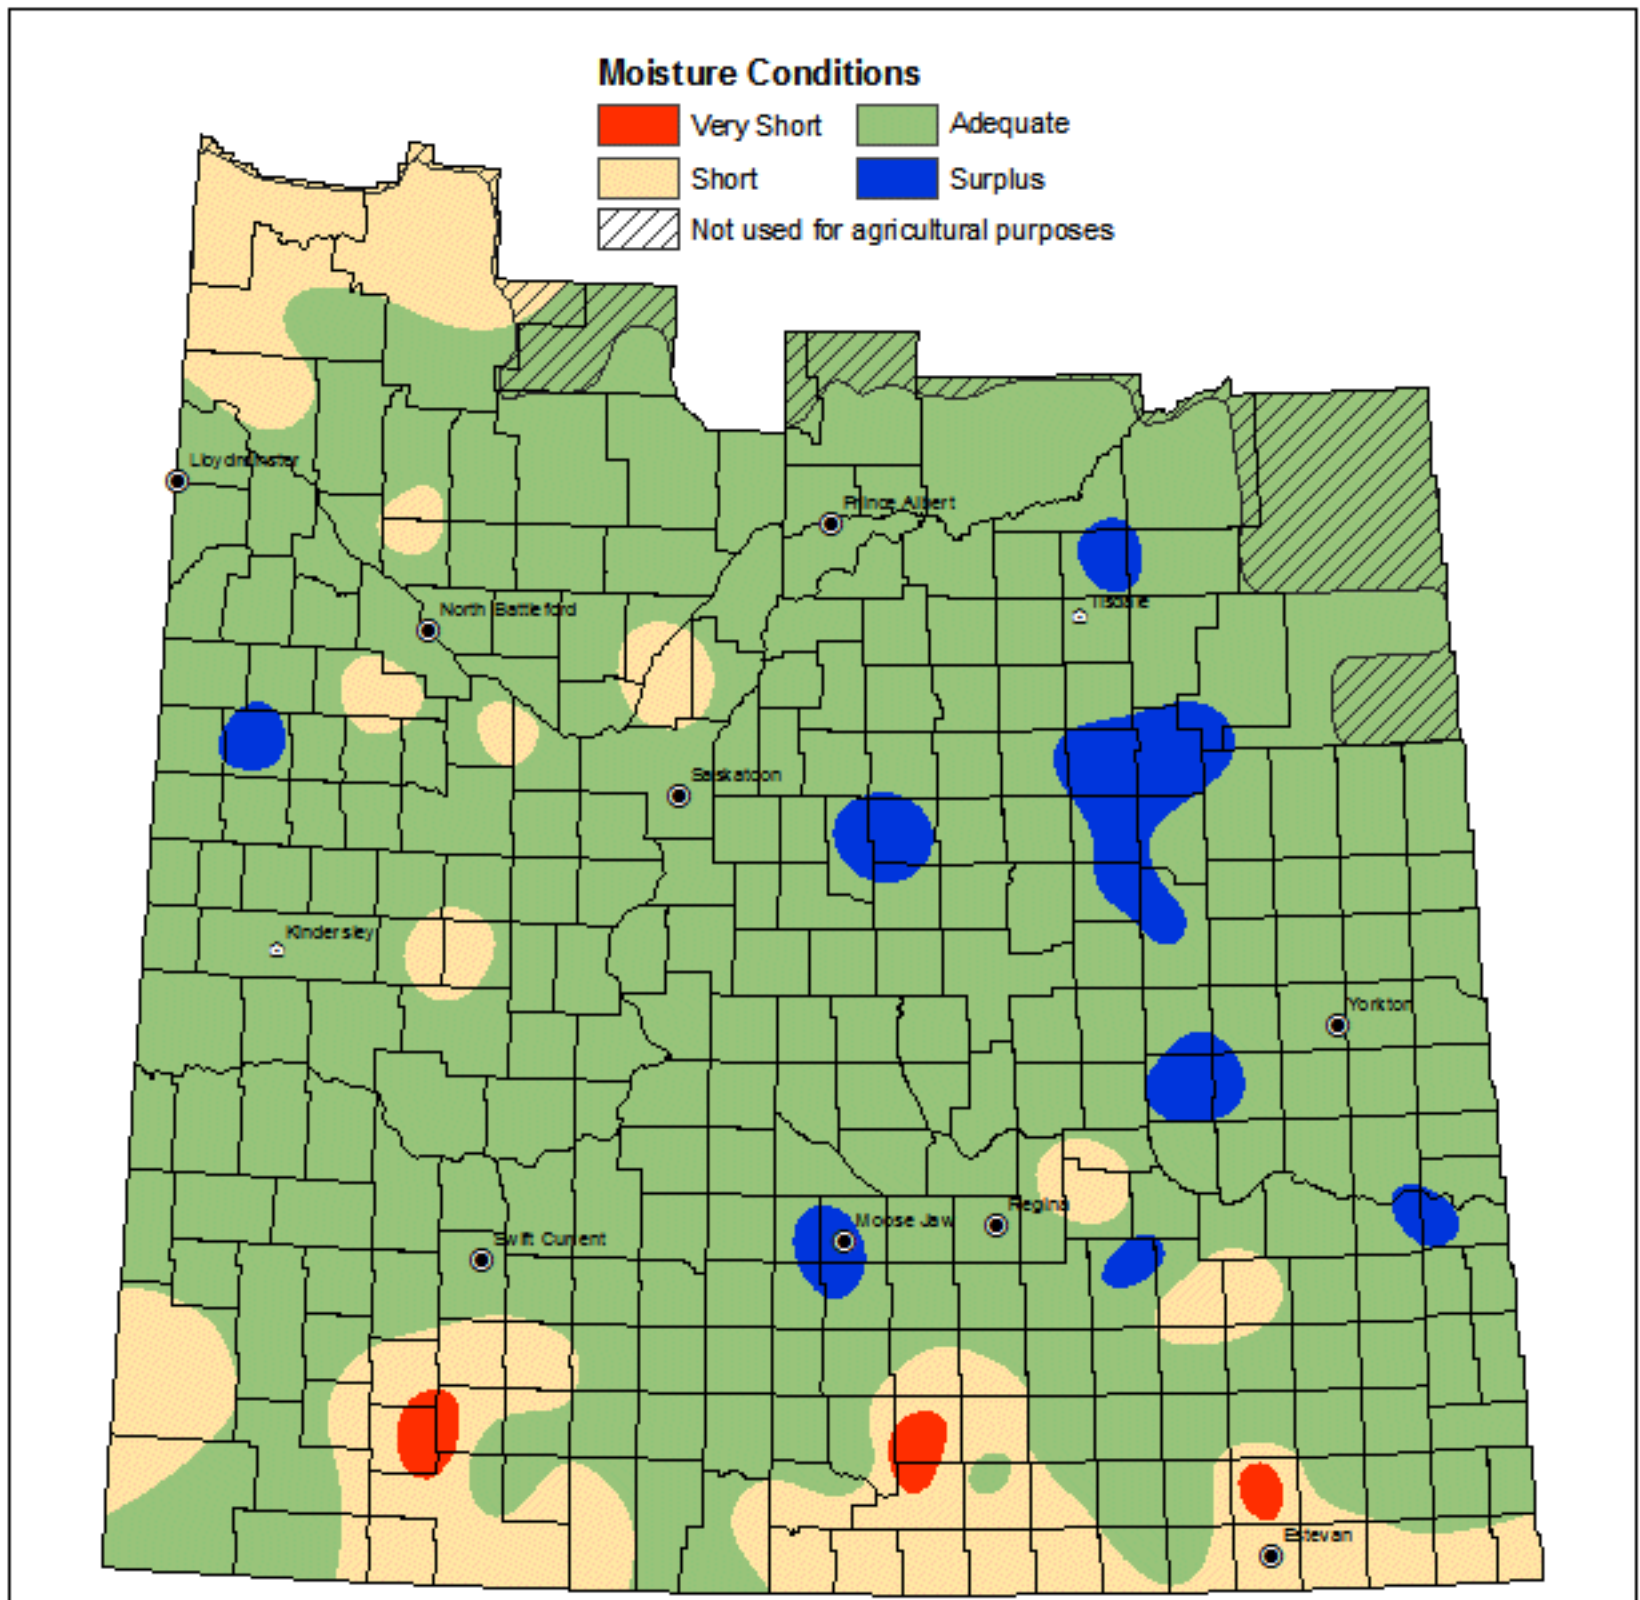 Moisture Conditions
Very Short
Adequate
Short
Surplus
Not used for agricultural purposes
Lloydminster
Prince Albert
North Battleford
Tisdale
Saskatoon
Kindersley
Yorkton
Regina
Moose Jaw
Swift Current
Estevan